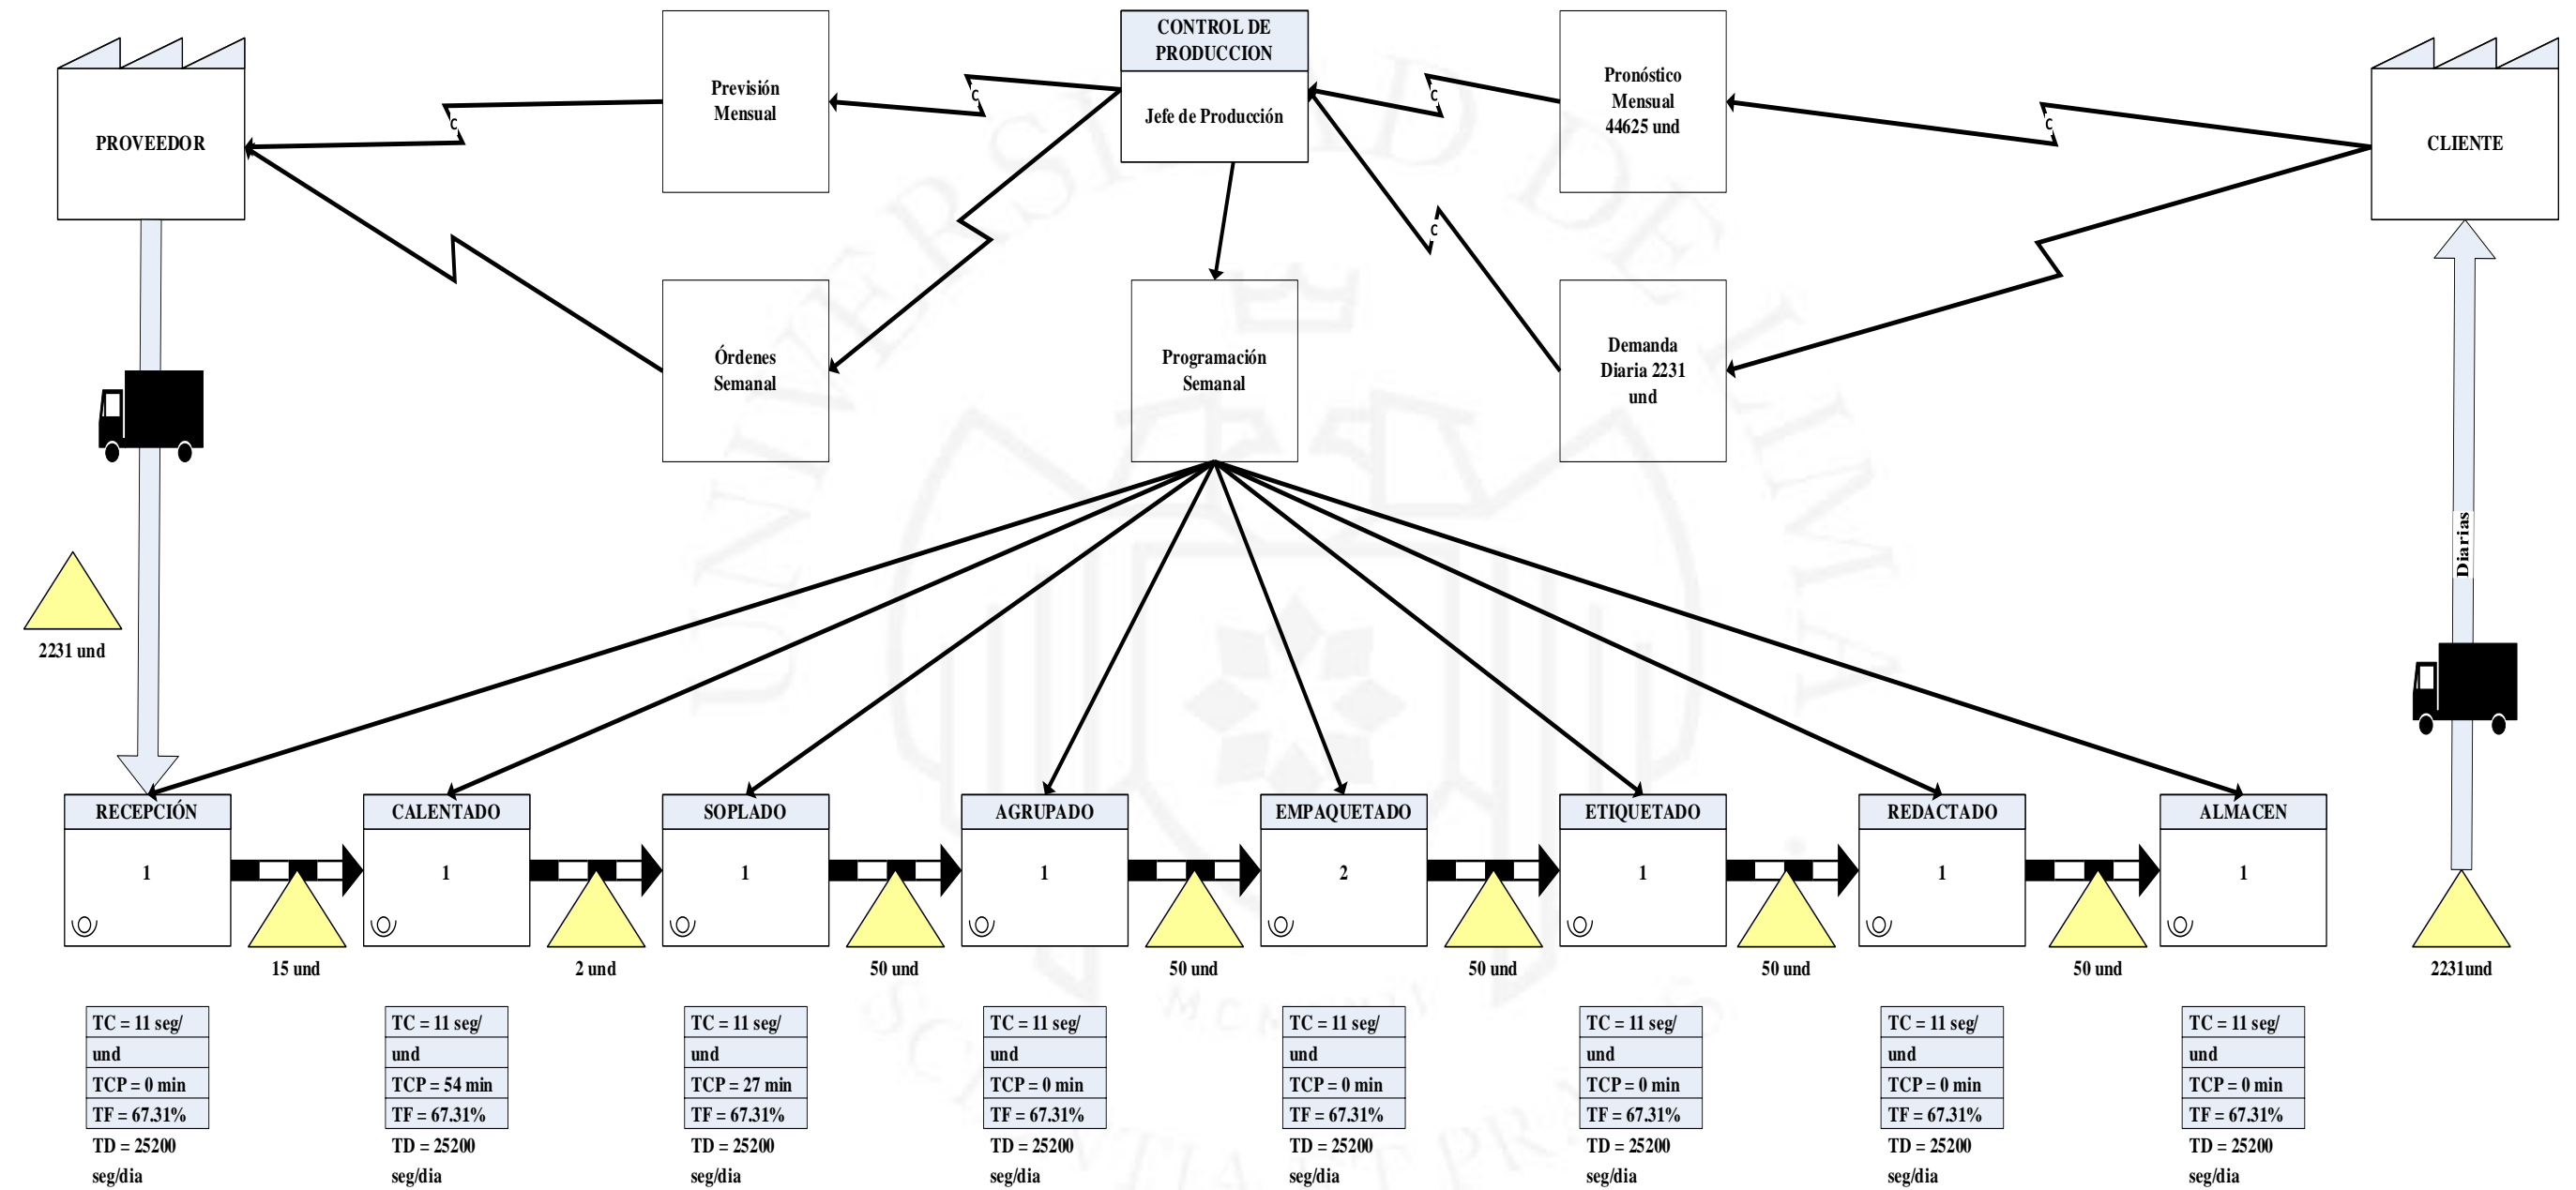 CONTROL DE
PRODUCCION
Jefe de Producción
PROVEEDOR
Previsión
Mensual
Pronóstico
Mensual
44625 und
CLIENTE
C
C
C
C
C
Órdenes
Semanal
Programación
Semanal
Demanda
Diaria 2231
und
Diarias
2231 und
RECEPCIÓN
CALENTADO
SOPLADO
AGRUPADO
EMPAQUETADO
ETIQUETADO
REDACTADO
ALMACEN
1
1
1
1
2
1
1
1
15 und
2 und
50 und
50 und
50 und
50 und
50 und
2231und
TC = 11 seg/
und
TCP = 0 min
TF = 67.31%
TD = 25200
seg/dia
TC = 11 seg/
und
TCP = 54 min
TF = 67.31%
TD = 25200
seg/dia
TC = 11 seg/
und
TCP = 27 min
TF = 67.31%
TD = 25200
seg/dia
TC = 11 seg/
und
TCP = 0 min
TF = 67.31%
TD = 25200
seg/dia
TC = 11 seg/
und
TCP = 0 min
TF = 67.31%
TD = 25200
seg/dia
TC = 11 seg/
und
TCP = 0 min
TF = 67.31%
TD = 25200
seg/dia
TC = 11 seg/
und
TCP = 0 min
TF = 67.31%
TD = 25200
seg/dia
TC = 11 seg/
und
TCP = 0 min
TF = 67.31%
TD = 25200
seg/dia
UNIVERSIDAD DE LIMA